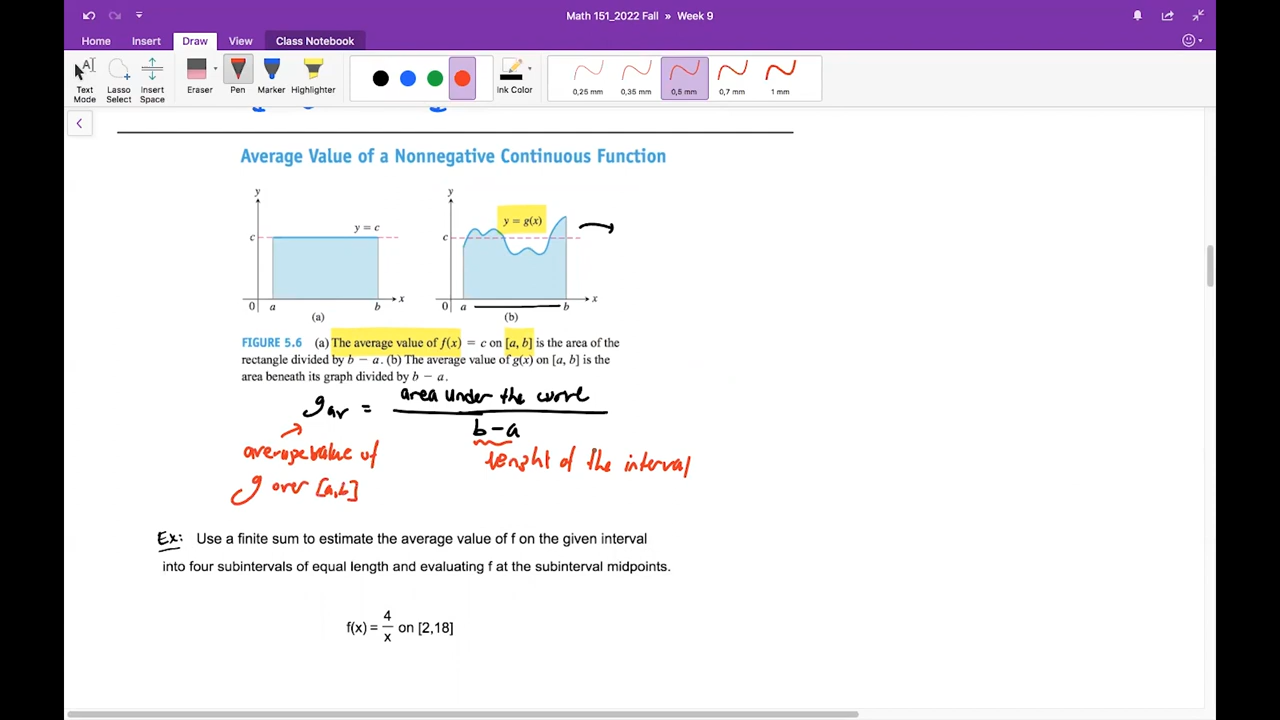 Math 151_2022 Fall » Week 9
Home Insert Draw View Class Notebook
Text Mode Lasso Select Insert Space Eraser Pen Marker Highlighter Ink Color 0,25 mm 0,35 mm 0,5 mm 0,7 mm 1 mm
Average Value of a Nonnegative Continuous Function
y y
y = c y = g(x)
c c
0 a b x 0 a b x
(a) (b)
FIGURE 5.6 (a) The average value of f(x) = c on [a, b] is the area of the
rectangle divided by b − a. (b) The average value of g(x) on [a, b] is the
area beneath its graph divided by b − a.
g av = area under the curve
b − a
average value of lenght of the interval
g over [a,b]
Ex: Use a finite sum to estimate the average value of f on the given interval
into four subintervals of equal length and evaluating f at the subinterval midpoints.
f(x) = 4/x on [2,18]